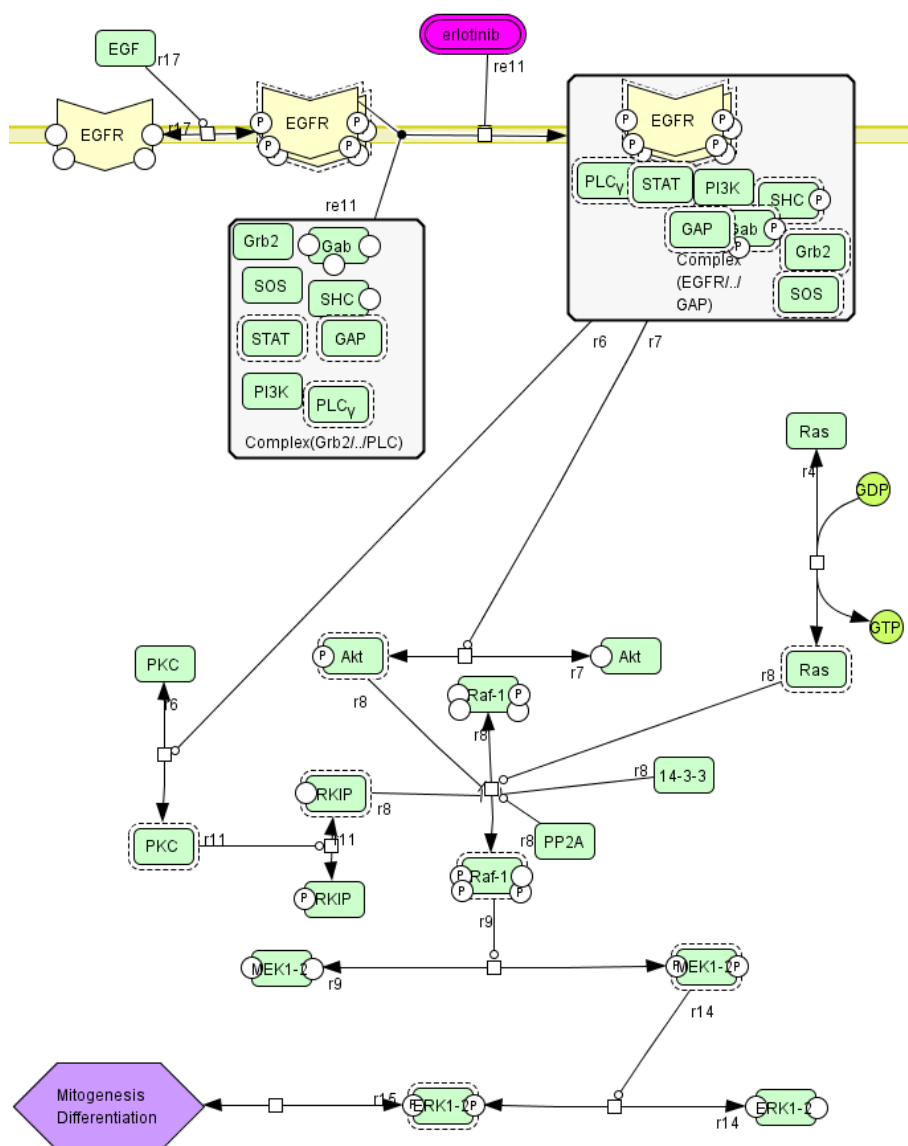 erlotinib
EGF
r17
re11
EGFR
r17
P
EGFR
P
P
P
P
EGFR
P
P
P
PLCγ
STAT
PI3K
SHC
P
GAP
Gab
P
P
Grb2
SOS
Complex
(EGFR/../
GAP)
re11
Grb2
Gab
SOS
SHC
STAT
GAP
PI3K
PLCγ
Complex(Grb2/../PLC)
r6
r7
Ras
r4
GDP
GTP
Ras
r8
PKC
r6
P
Akt
r8
Akt
r7
Raf-1
P
r8
14-3-3
r8
RKIP
r8
PP2A
r8
PKC
r11
r11
P
RKIP
P
Raf-1
P
P
r9
MEK1-2
r9
P
MEK1-2
P
r14
Mitogenesis
Differentiation
r15
P
ERK1-2
P
ERK1-2
r14